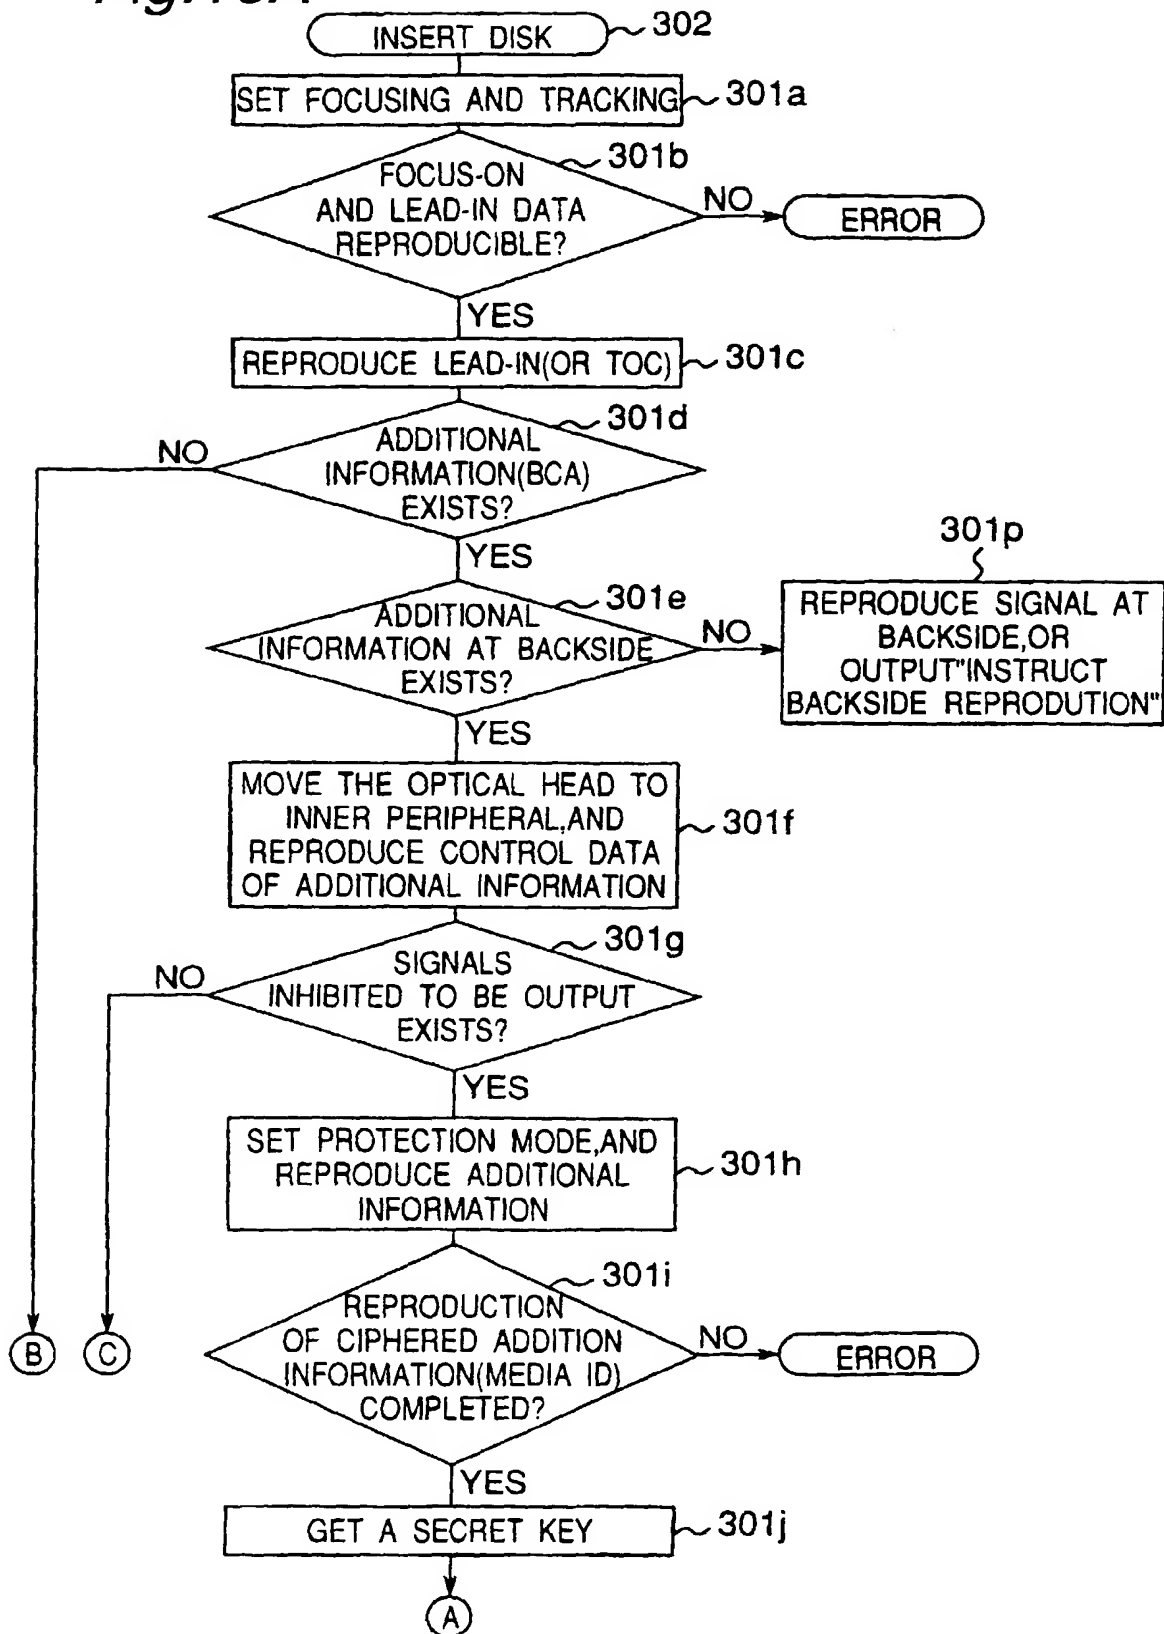 INSERT DISK
302
SET FOCUSING AND TRACKING
301a
301b
FOCUS-ON
AND LEAD-IN DATA
REPRODUCIBLE?
NO
ERROR
YES
REPRODUCE LEAD-IN(OR TOC)
301c
301d
ADDITIONAL
INFORMATION(BCA)
EXISTS?
NO
YES
301e
ADDITIONAL
INFORMATION AT BACKSIDE
EXISTS?
NO
301p
REPRODUCE SIGNAL AT
BACKSIDE,OR
OUTPUT"INSTRUCT
BACKSIDE REPRODUTION"
YES
MOVE THE OPTICAL HEAD TO
INNER PERIPHERAL,AND
REPRODUCE CONTROL DATA
OF ADDITIONAL INFORMATION
301f
301g
SIGNALS
INHIBITED TO BE OUTPUT
EXISTS?
NO
YES
SET PROTECTION MODE,AND
REPRODUCE ADDITIONAL
INFORMATION
301h
301i
REPRODUCTION
OF CIPHERED ADDITION
INFORMATION(MEDIA ID)
COMPLETED?
NO
ERROR
B
C
YES
GET A SECRET KEY
301j
A